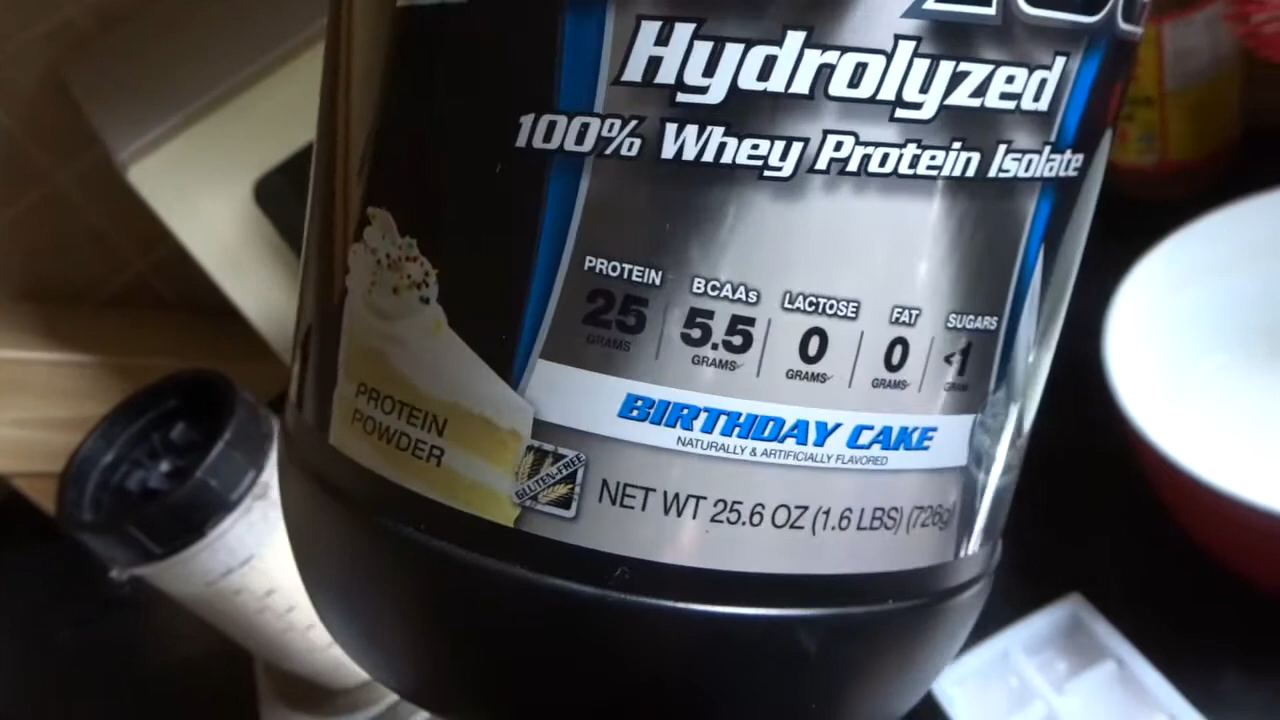 Hydrolyzed
100% Whey Protein Isolate
PROTEIN
25
GRAMS
BCAAs
5.5
GRAMS
LACTOSE
0
GRAMS
FAT
0
GRAMS
SUGARS
<1
GRAM
BIRTHDAY CAKE
NATURALLY & ARTIFICIALLY FLAVORED
PROTEIN
POWDER
GLUTEN-FREE
NET WT 25.6 OZ (1.6 LBS) (726g)